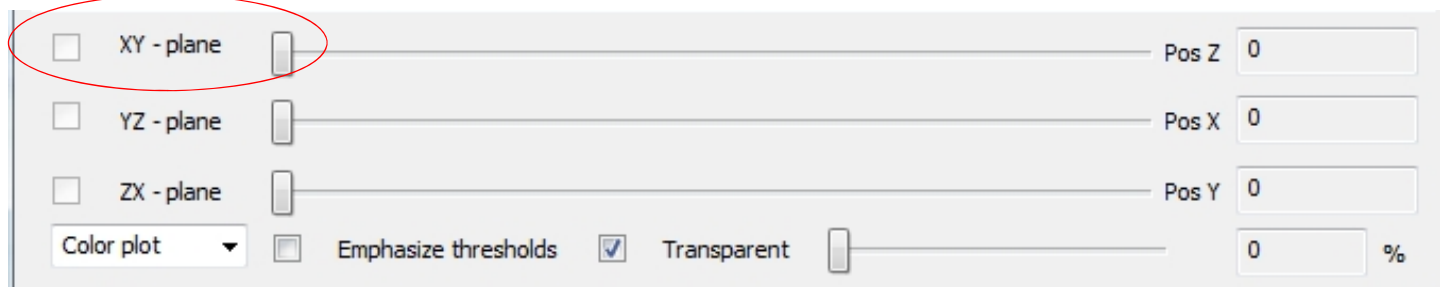 XY - plane Pos Z 0
YZ - plane Pos X 0
ZX - plane Pos Y 0
Color plot Emphasize thresholds Transparent 0 %